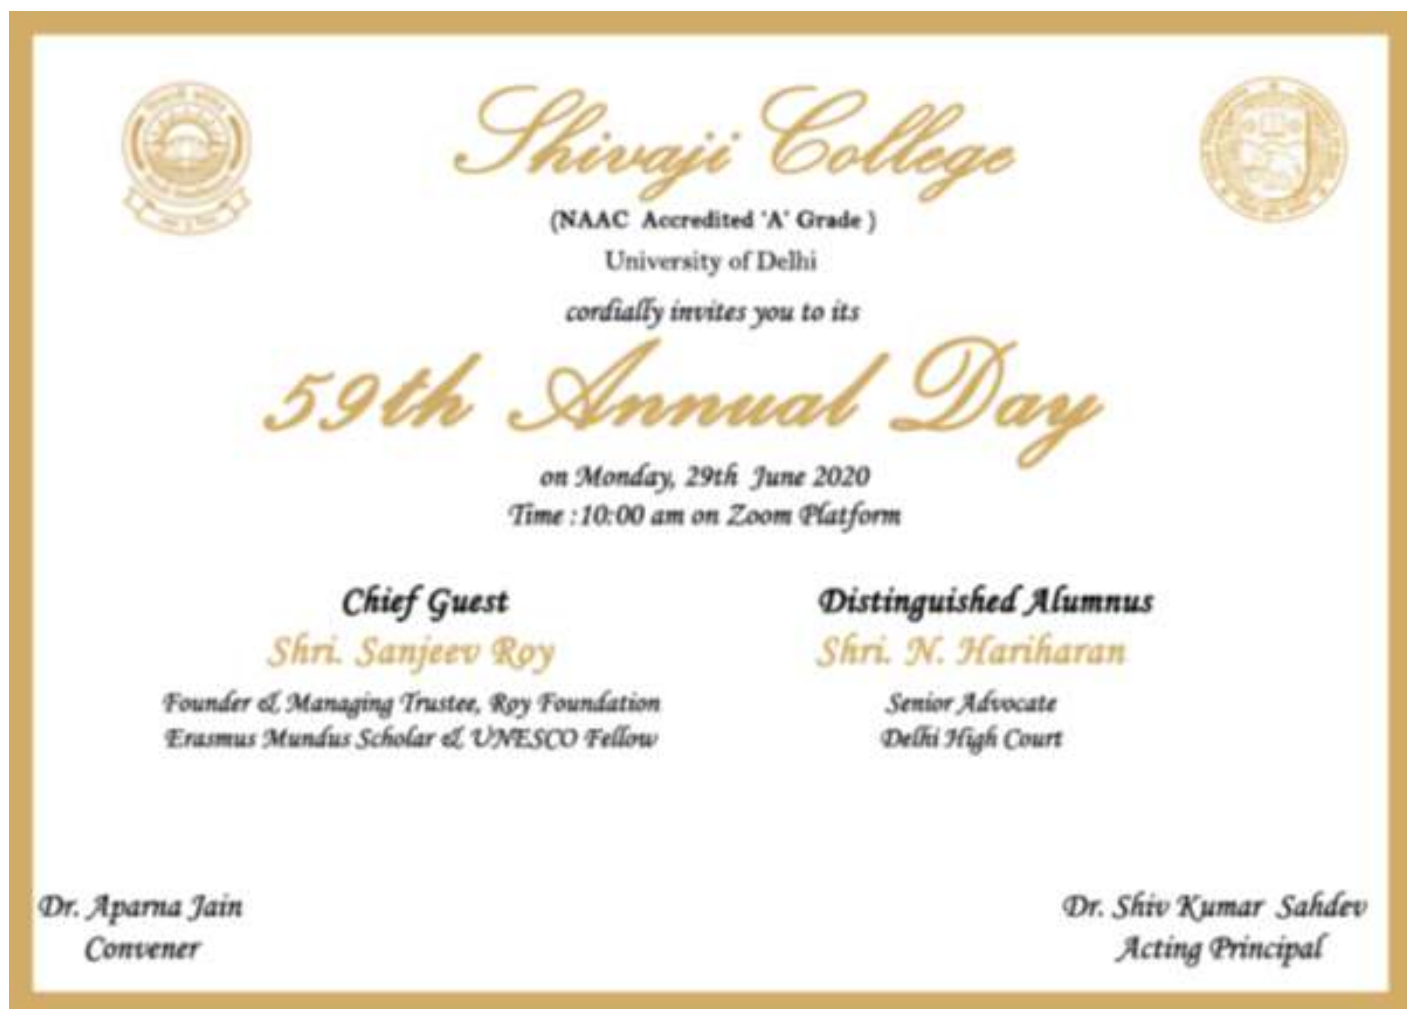 Shivaji College
(NAAC Accredited 'A' Grade )
University of Delhi
cordially invites you to its
59th Annual Day
on Monday, 29th June 2020
Time :10:00 am on Zoom Platform
Chief Guest
Shri. Sanjeev Roy
Founder & Managing Trustee, Roy Foundation
Erasmus Mundus Scholar & UNESCO Fellow
Distinguished Alumnus
Shri. N. Hariharan
Senior Advocate
Delhi High Court
Dr. Aparna Jain
Convener
Dr. Shiv Kumar Sahdev
Acting Principal